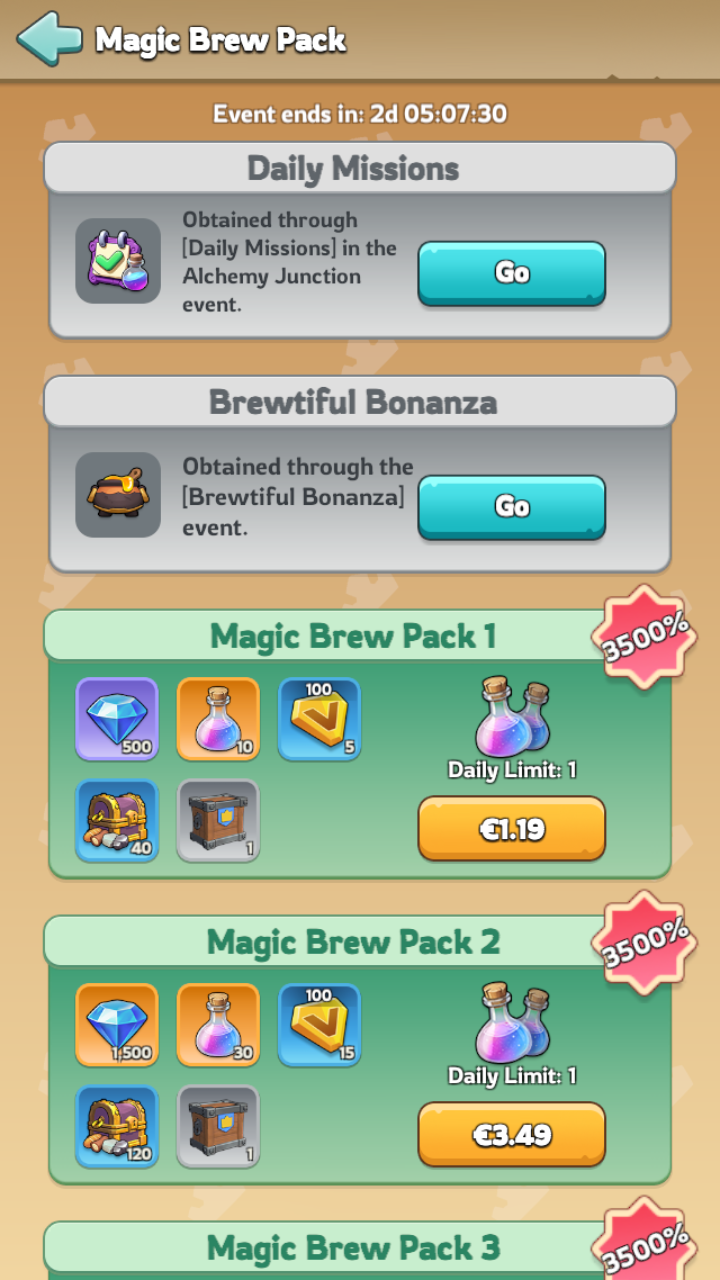 Magic Brew Pack
Event ends in: 2d 05:07:30
Daily Missions
Obtained through
[Daily Missions] in the
Alchemy Junction
event.
Go
Brewtiful Bonanza
Obtained through the
[Brewtiful Bonanza]
event.
Go
Magic Brew Pack 1
3500%
500
10
100
5
Daily Limit: 1
40
1
€1.19
Magic Brew Pack 2
3500%
1,500
30
100
15
Daily Limit: 1
120
1
€3.49
Magic Brew Pack 3
3500%